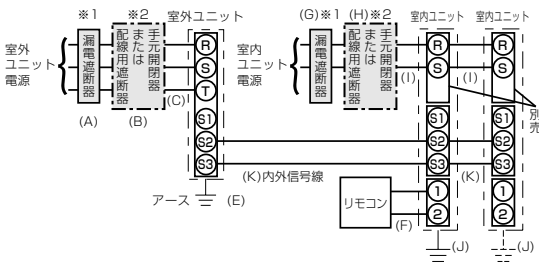 ※1
※2
室外ユニット
(G)※1
(H)※2
室内ユニット
室内ユニット
室外
ユニット
電源
漏電遮断器
手元開閉器
または
配線用遮断器
R
S
T
S1
S2
S3
(A)
(B)
(C)
アース
(E)
(K)内外信号線
室内
ユニット
電源
漏電遮断器
手元開閉器
または
配線用遮断器
(I)
(I)
R
S
S1
S2
S3
1
2
R
S
S1
S2
S3
1
2
別売
(K)
リモコン
(F)
(J)
(J)